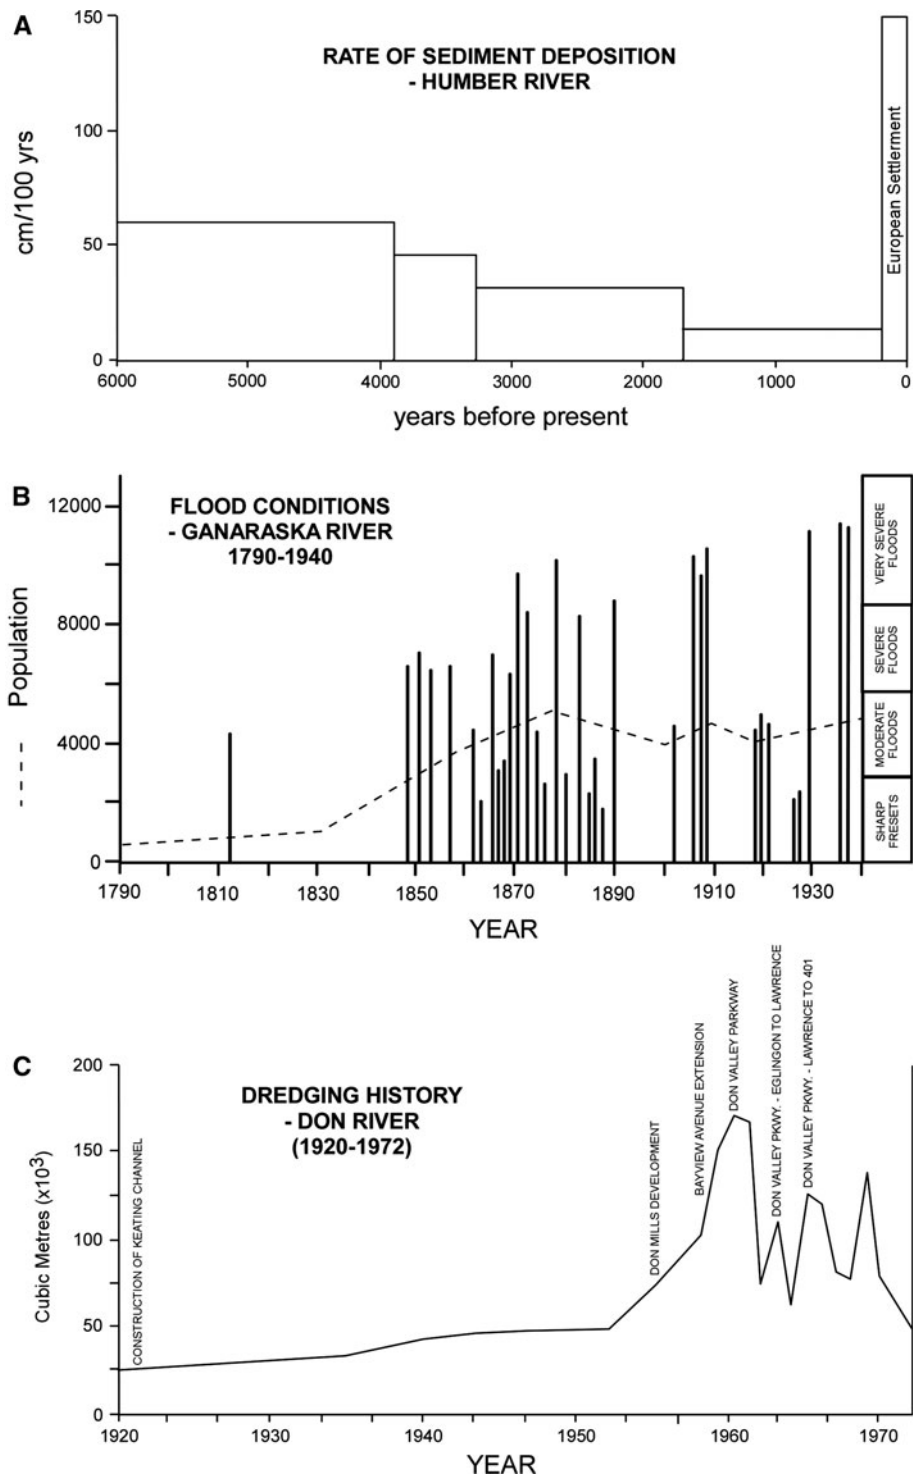 A
RATE OF SEDIMENT DEPOSITION
- HUMBER RIVER
cm/100 yrs
150
100
50
0
European Settlerment
6000
5000
4000
3000
2000
1000
0
years before present
B
FLOOD CONDITIONS
- GANARASKA RIVER
1790-1940
Population
12000
8000
4000
0
VERY SEVERE
FLOODS
SEVERE
FLOODS
MODERATE
FLOODS
SHARP
FRESETS
1790
1810
1830
1850
1870
1890
1910
1930
YEAR
C
DREDGING HISTORY
- DON RIVER
(1920-1972)
Cubic Metres (x10³)
200
150
100
50
0
CONSTRUCTION OF KEATING CHANNEL
DON MILLS DEVELOPMENT
BAYVIEW AVENUE EXTENSION
DON VALLEY PARKWAY
DON VALLEY PKWY. - EGLINGON TO LAWRENCE
DON VALLEY PKWY. - LAWRENCE TO 401
1920
1930
1940
1950
1960
1970
YEAR